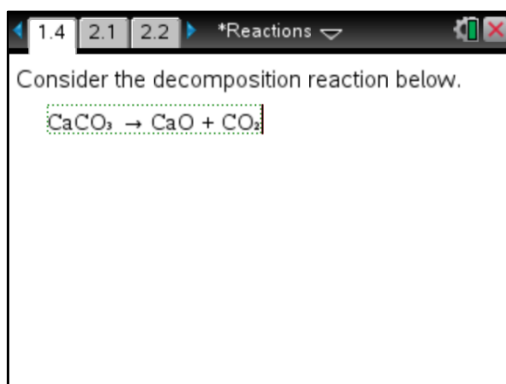 1.4 2.1 2.2 *Reactions
Consider the decomposition reaction below.
CaCO₃ → CaO + CO₂